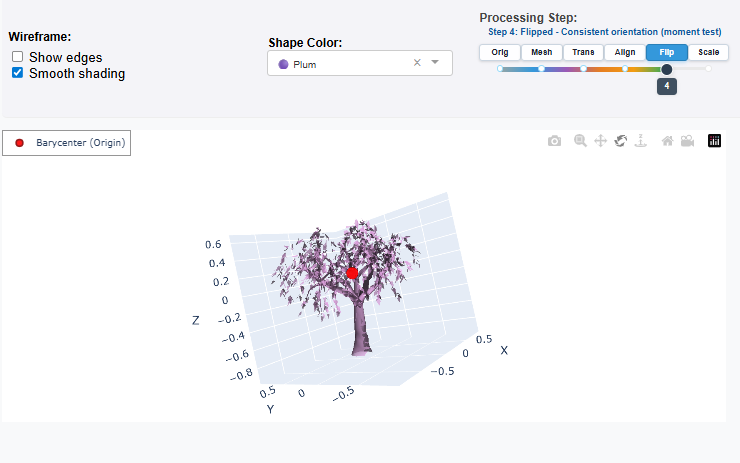 Processing Step:
Step 4: Flipped - Consistent orientation (moment test)
Wireframe:
Show edges
Smooth shading
Shape Color:
Plum
Orig
Mesh
Trans
Align
Flip
Scale
4
Barycenter (Origin)
0.6
0.4
0.2
0
−0.2
−0.4
−0.6
−0.8
Z
0.5
0
−0.5
Y
−0.5
0
0.5
X